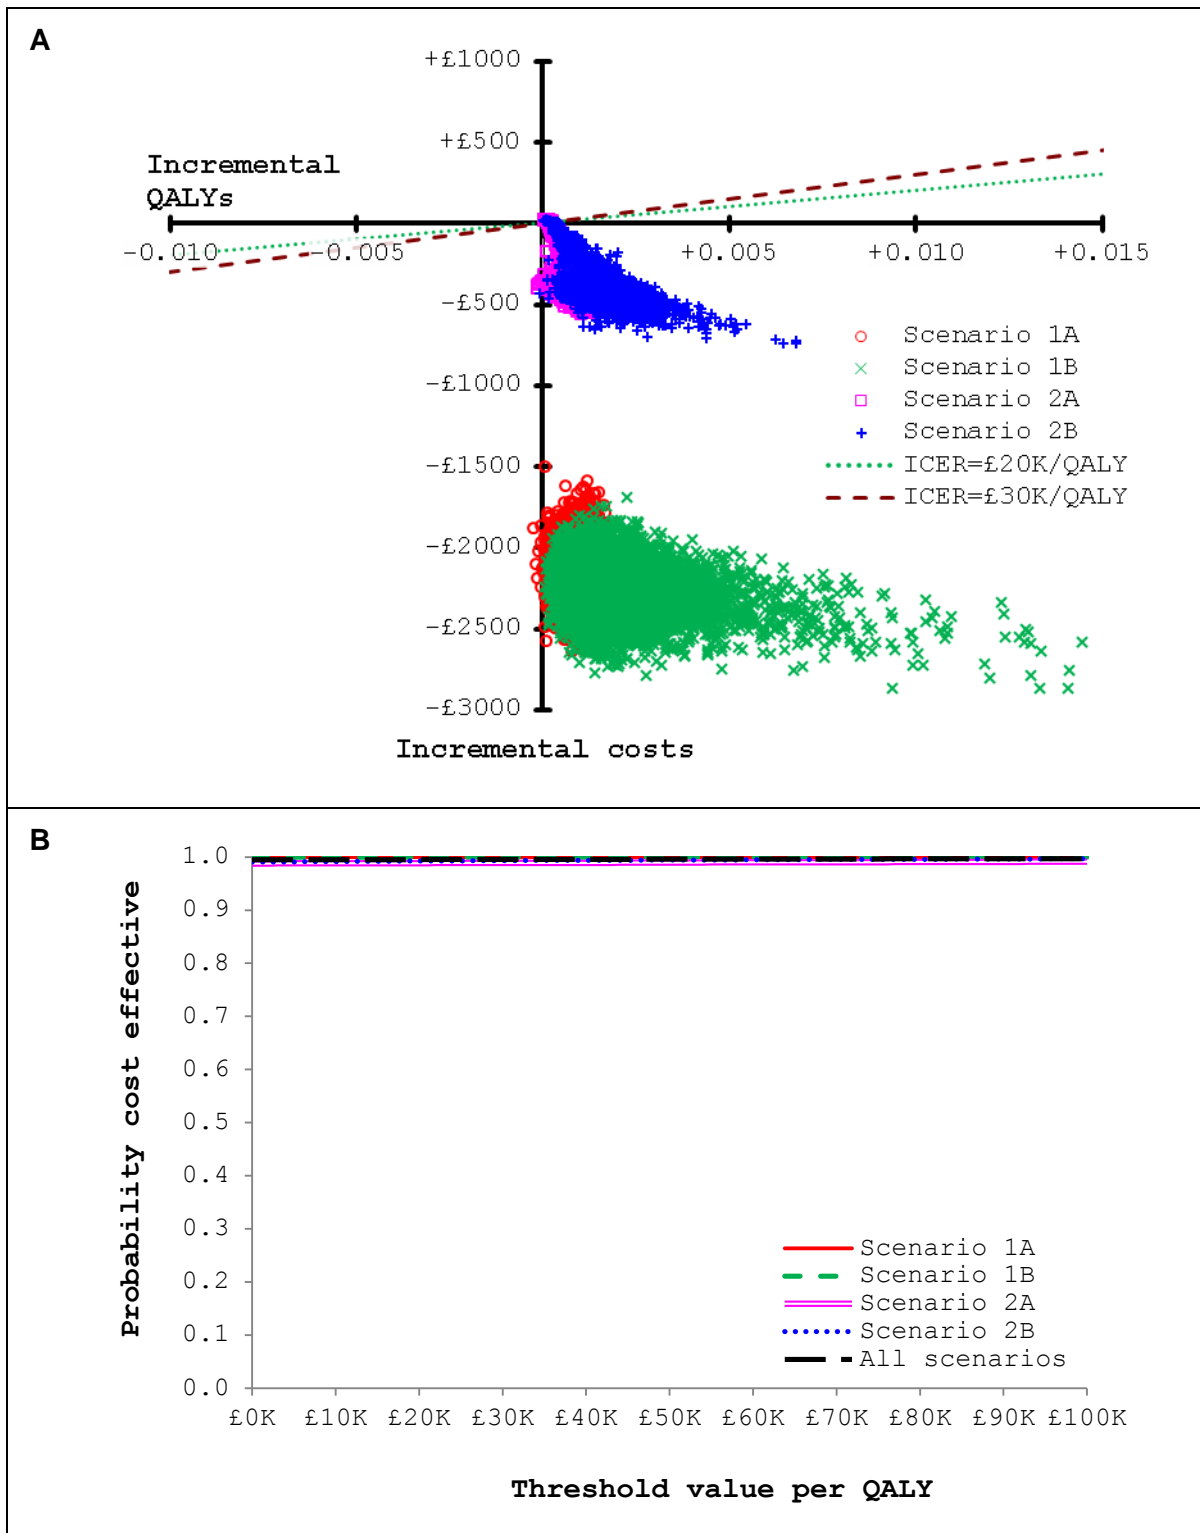 A
+£1000
+£500
Incremental
QALYs
-0.010
-0.005
+0.005
+0.010
+0.015
-£500
-£1000
-£1500
-£2000
-£2500
-£3000
Scenario 1A
Scenario 1B
Scenario 2A
Scenario 2B
ICER=£20K/QALY
ICER=£30K/QALY
Incremental costs
B
Probability cost effective
1.0
0.9
0.8
0.7
0.6
0.5
0.4
0.3
0.2
0.1
0.0
Scenario 1A
Scenario 1B
Scenario 2A
Scenario 2B
All scenarios
£0K £10K £20K £30K £40K £50K £60K £70K £80K £90K £100K
Threshold value per QALY